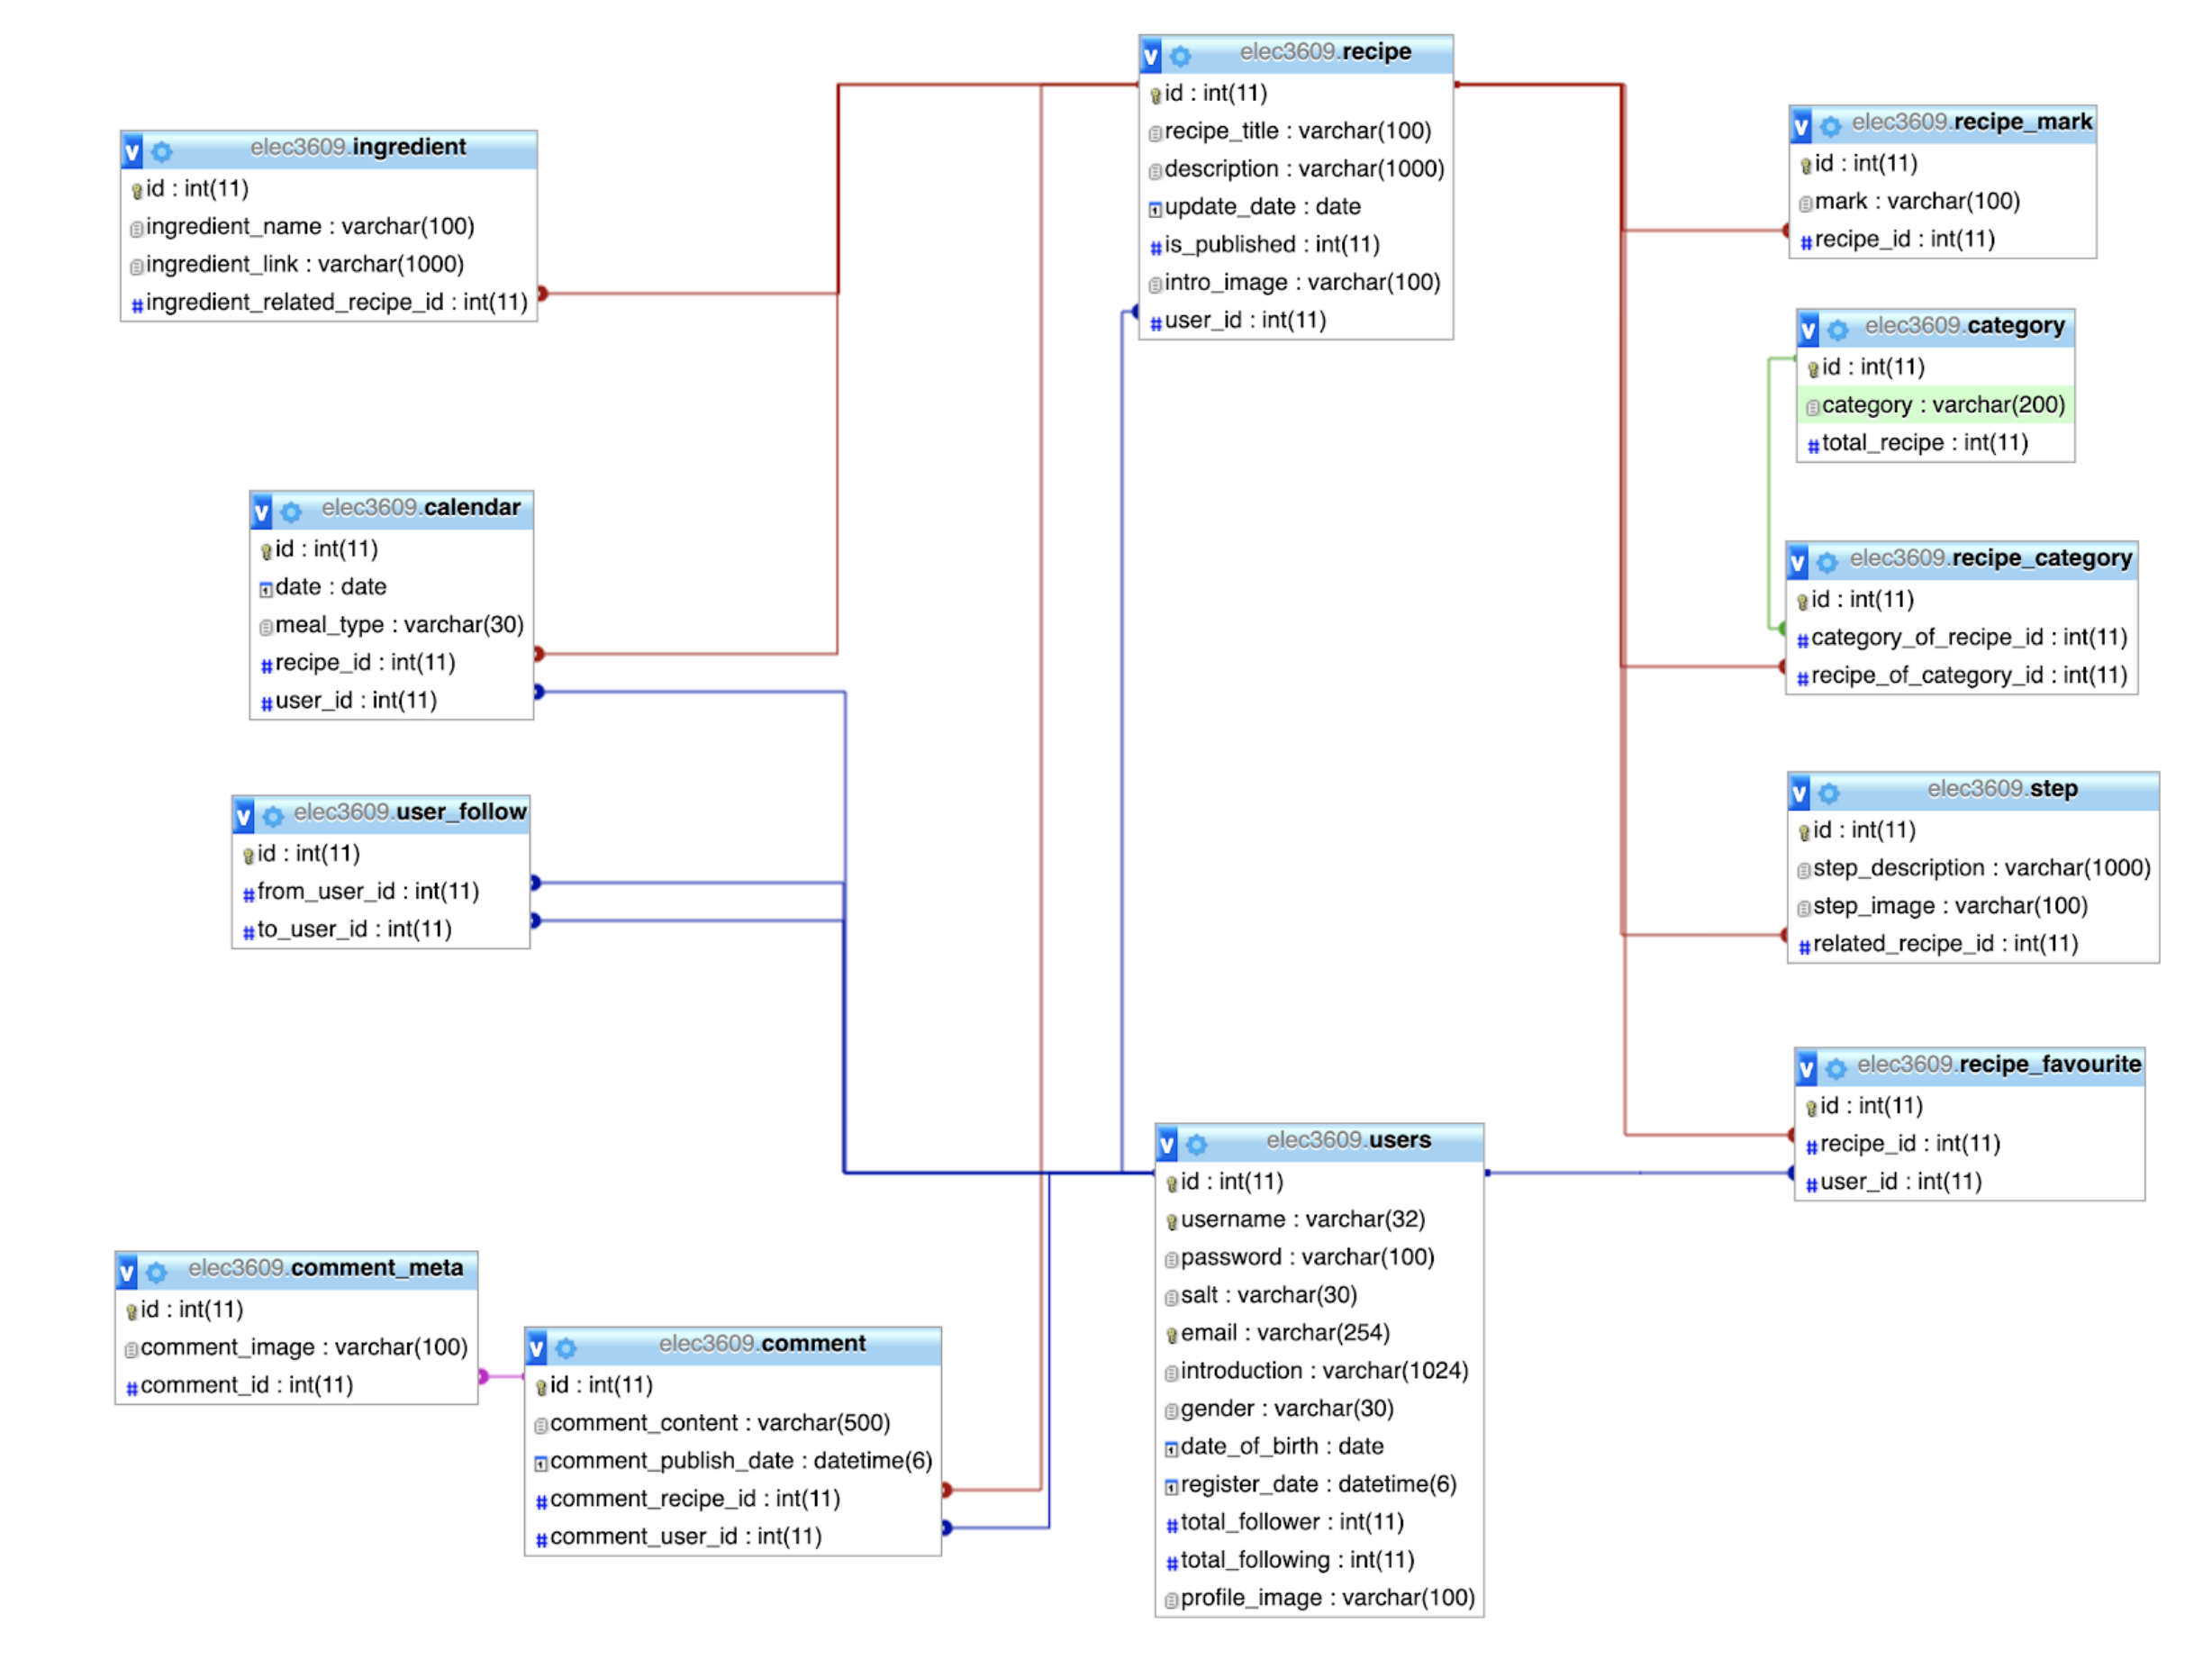 elec3609.recipe
id : int(11)
recipe_title : varchar(100)
description : varchar(1000)
update_date : date
is_published : int(11)
intro_image : varchar(100)
user_id : int(11)
elec3609.ingredient
id : int(11)
ingredient_name : varchar(100)
ingredient_link : varchar(1000)
ingredient_related_recipe_id : int(11)
elec3609.recipe_mark
id : int(11)
mark : varchar(100)
recipe_id : int(11)
elec3609.category
id : int(11)
category : varchar(200)
total_recipe : int(11)
elec3609.calendar
id : int(11)
date : date
meal_type : varchar(30)
recipe_id : int(11)
user_id : int(11)
elec3609.recipe_category
id : int(11)
category_of_recipe_id : int(11)
recipe_of_category_id : int(11)
elec3609.user_follow
id : int(11)
from_user_id : int(11)
to_user_id : int(11)
elec3609.step
id : int(11)
step_description : varchar(1000)
step_image : varchar(100)
related_recipe_id : int(11)
elec3609.recipe_favourite
id : int(11)
recipe_id : int(11)
user_id : int(11)
elec3609.users
id : int(11)
username : varchar(32)
password : varchar(100)
salt : varchar(30)
email : varchar(254)
introduction : varchar(1024)
gender : varchar(30)
date_of_birth : date
register_date : datetime(6)
total_follower : int(11)
total_following : int(11)
profile_image : varchar(100)
elec3609.comment_meta
id : int(11)
comment_image : varchar(100)
comment_id : int(11)
elec3609.comment
id : int(11)
comment_content : varchar(500)
comment_publish_date : datetime(6)
comment_recipe_id : int(11)
comment_user_id : int(11)